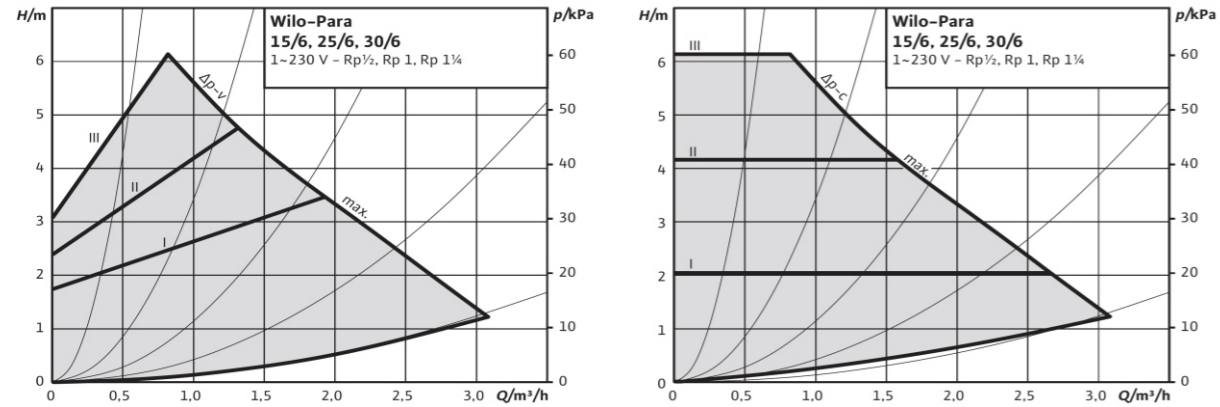 H/m
p/kPa
Wilo-Para
15/6, 25/6, 30/6
1~230 V – Rp½, Rp 1, Rp 1¼
Δp-v
max.
III
II
I
6
5
4
3
2
1
0
60
50
40
30
20
10
0
0 0,5 1,0 1,5 2,0 2,5 3,0 Q/m³/h
H/m
p/kPa
Wilo-Para
15/6, 25/6, 30/6
1~230 V – Rp½, Rp 1, Rp 1¼
III
Δp-c
II
max.
I
6
5
4
3
2
1
0
60
50
40
30
20
10
0
0 0,5 1,0 1,5 2,0 2,5 3,0 Q/m³/h